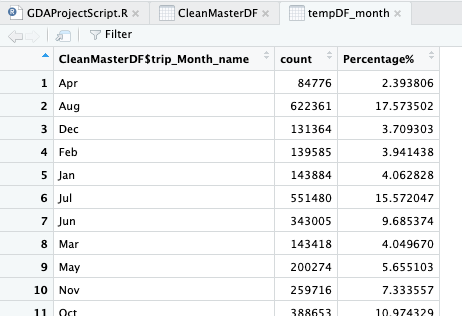 GDAProjectScript.R CleanMasterDF tempDF_month
Filter
CleanMasterDF$trip_Month_name count Percentage%
1 Apr 84776 2.393806
2 Aug 622361 17.573502
3 Dec 131364 3.709303
4 Feb 139585 3.941438
5 Jan 143884 4.062828
6 Jul 551480 15.572047
7 Jun 343005 9.685374
8 Mar 143418 4.049670
9 May 200274 5.655103
10 Nov 259716 7.333557
11 Oct 388653 10.974329